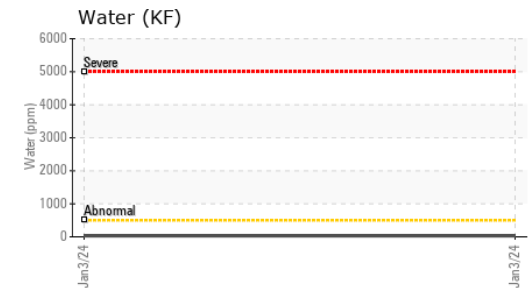 Water (KF)
6000
Severe
5000
4000
Water (ppm)
3000
2000
1000
Abnormal
0
Jan3/24
Jan3/24